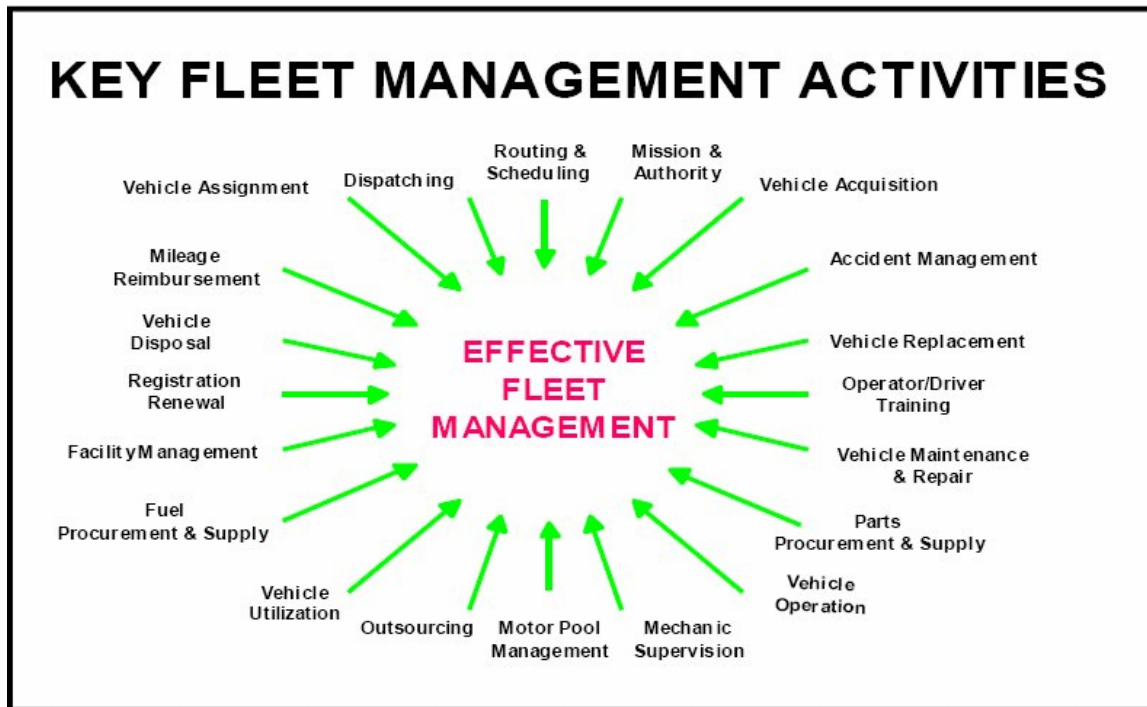 KEY FLEET MANAGEMENT ACTIVITIES
Routing &
Scheduling
Mission &
Authority
Vehicle Assignment
Dispatching
Vehicle Acquisition
Mileage
Reimbursement
Accident Management
Vehicle
Disposal
Vehicle Replacement
Registration
Renewal
Operator/Driver
Training
EFFECTIVE
FLEET
MANAGEMENT
Facility Management
Vehicle Maintenance
& Repair
Fuel
Procurement & Supply
Parts
Procurement & Supply
Vehicle
Utilization
Outsourcing
Motor Pool
Management
Mechanic
Supervision
Vehicle
Operation